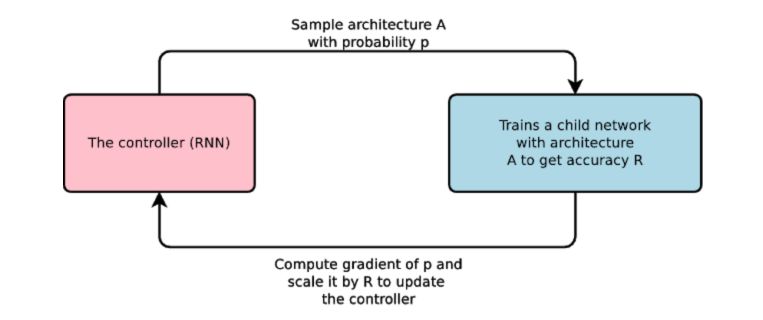 Sample architecture A
with probability p
The controller (RNN)
Trains a child network
with architecture
A to get accuracy R
Compute gradient of p and
scale it by R to update
the controller